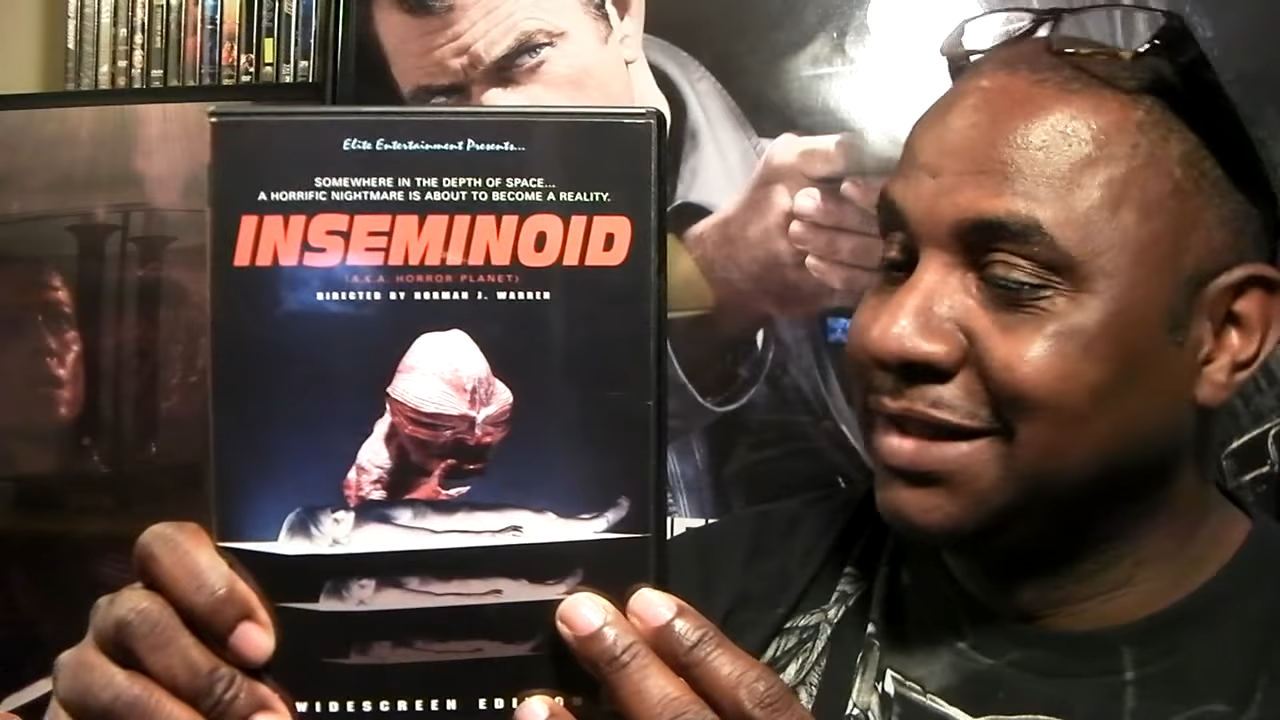 Elite Entertainment Presents...
SOMEWHERE IN THE DEPTH OF SPACE...
A HORRIFIC NIGHTMARE IS ABOUT TO BECOME A REALITY.
INSEMINOID
(A.K.A. HORROR PLANET)
DIRECTED BY NORMAN J. WARREN
WIDESCREEN